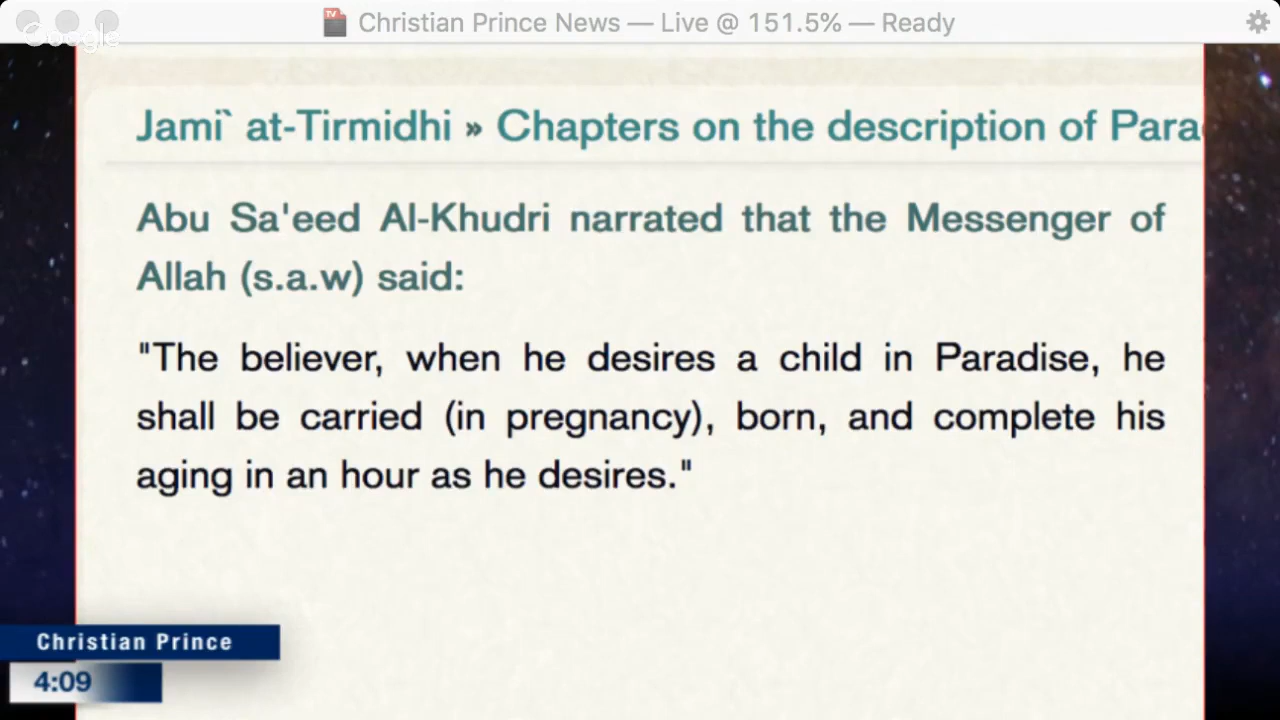 Christian Prince News — Live @ 151.5% — Ready
Google
Jami` at-Tirmidhi » Chapters on the description of Para
Abu Sa'eed Al-Khudri narrated that the Messenger of
Allah (s.a.w) said:
"The believer, when he desires a child in Paradise, he
shall be carried (in pregnancy), born, and complete his
aging in an hour as he desires."
Christian Prince
4:09